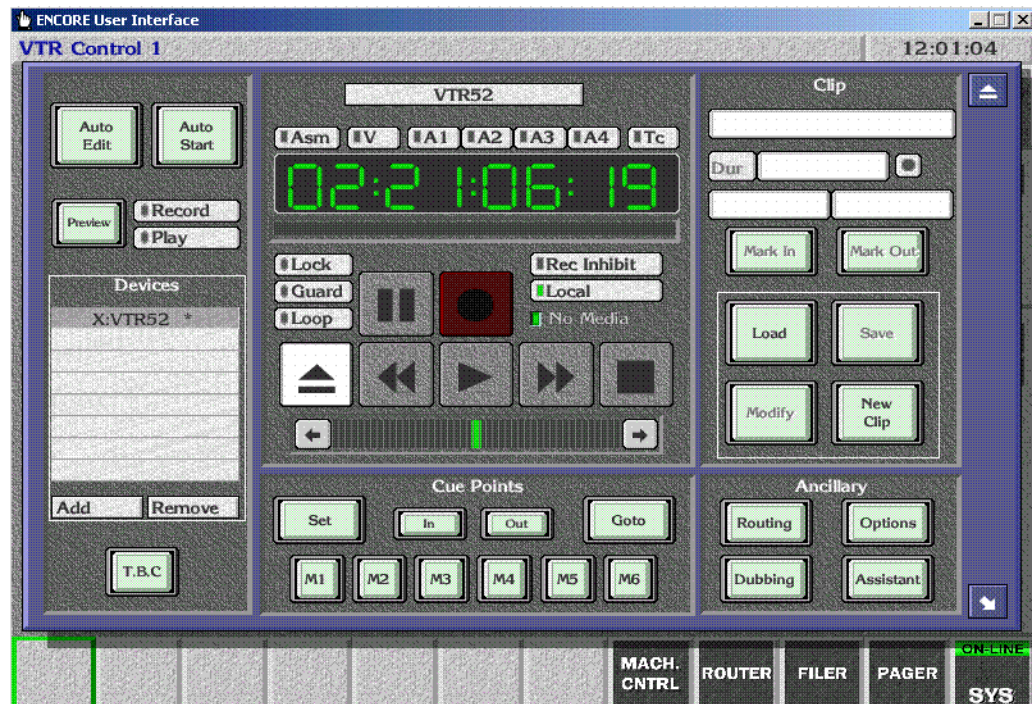 ENCORE User Interface
VTR Control 1
12:01:04
Auto Edit
Auto Start
Preview
Record
Play
Devices
X:VTR52 *
Add
Remove
T.B.C
VTR52
Asm V A1 A2 A3 A4 Tc
02:21:06:19
Lock
Guard
Loop
Rec Inhibit
Local
No Media
Clip
Dur
Mark In
Mark Out
Load
Save
Modify
New Clip
Cue Points
Set
In
Out
Goto
M1 M2 M3 M4 M5 M6
Ancillary
Routing
Options
Dubbing
Assistant
MACH. CNTRL
ROUTER
FILER
PAGER
ON-LINE
SYS